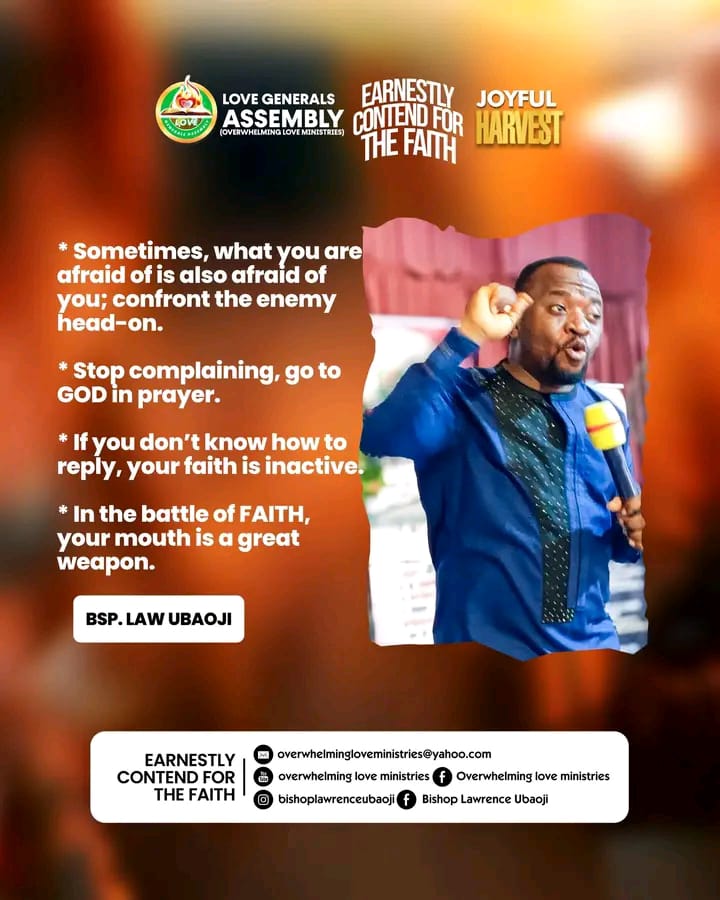 LOVE
LOVE GENERALS
ASSEMBLY
(OVERWHELMING LOVE MINISTRIES)
EARNESTLY
CONTEND FOR
THE FAITH
JOYFUL
HARVEST
* Sometimes, what you are
afraid of is also afraid of
you; confront the enemy
head-on.
* Stop complaining, go to
GOD in prayer.
* If you don’t know how to
reply, your faith is inactive.
* In the battle of FAITH,
your mouth is a great
weapon.
BSP. LAW UBAOJI
EARNESTLY
CONTEND FOR
THE FAITH
overwhelmingloveministries@yahoo.com
overwhelming love ministries Overwhelming love ministries
bishoplawrenceubaoji Bishop Lawrence Ubaoji